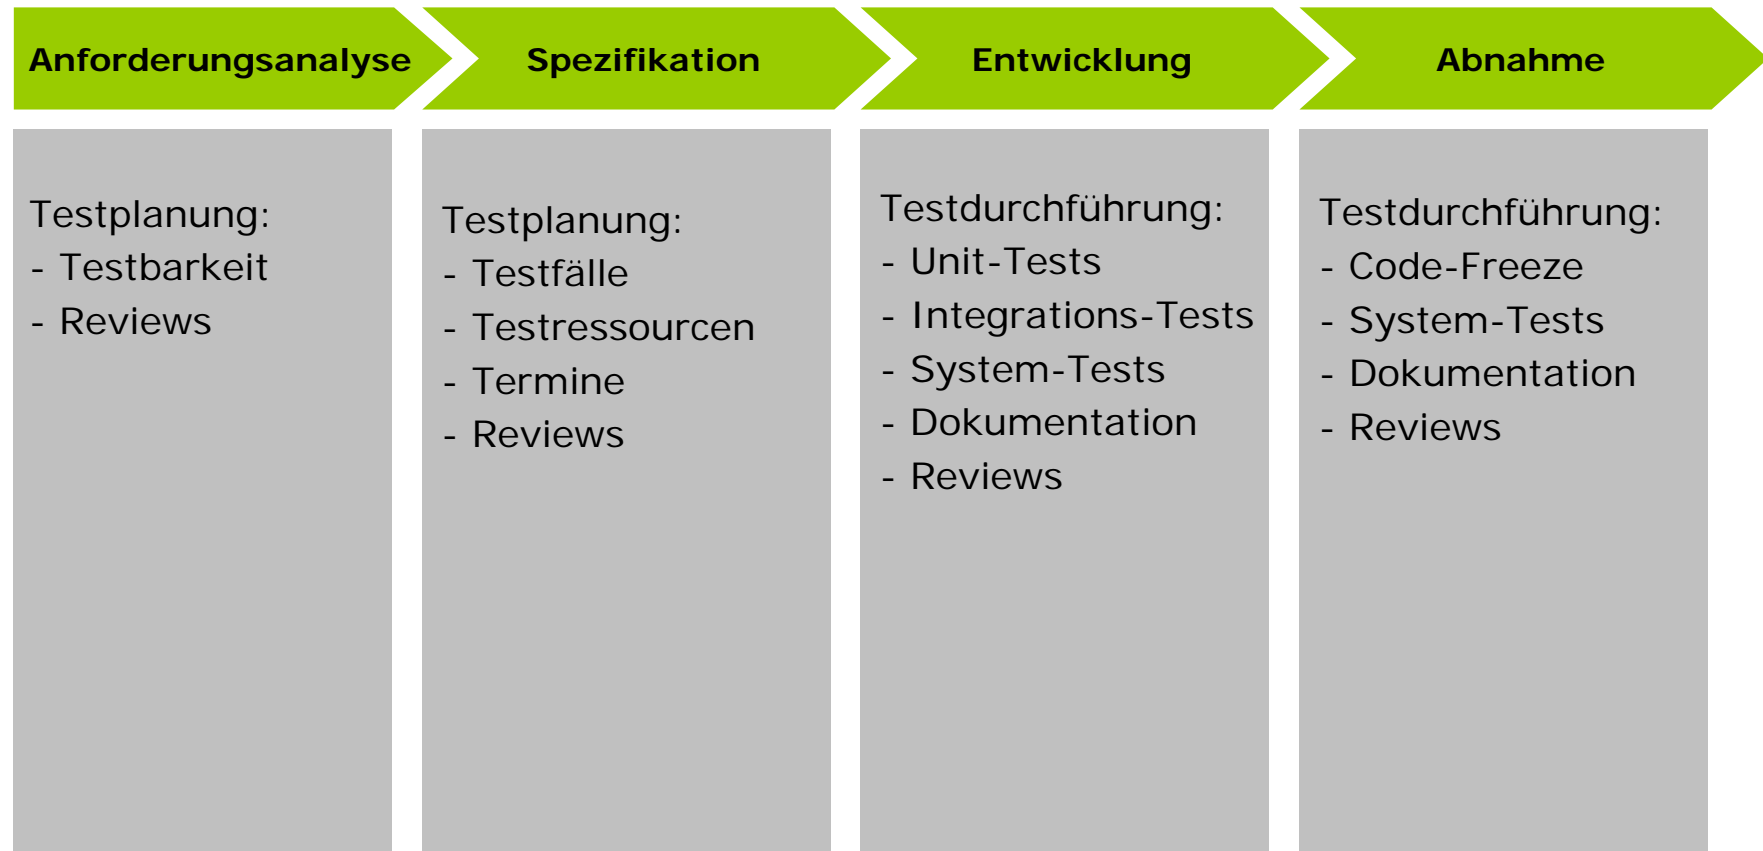 Anforderungsanalyse
Spezifikation
Entwicklung
Abnahme
Testplanung:
- Testbarkeit
- Reviews
Testplanung:
- Testfälle
- Testressourcen
- Termine
- Reviews
Testdurchführung:
- Unit-Tests
- Integrations-Tests
- System-Tests
- Dokumentation
- Reviews
Testdurchführung:
- Code-Freeze
- System-Tests
- Dokumentation
- Reviews